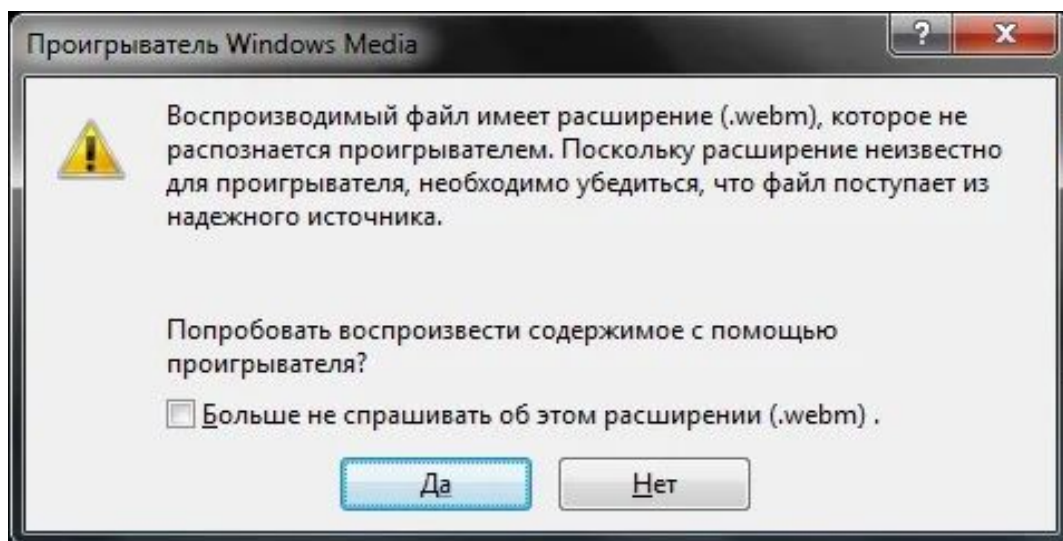 Проигрыватель Windows Media
Воспроизводимый файл имеет расширение (.webm), которое не
распознается проигрывателем. Поскольку расширение неизвестно
для проигрывателя, необходимо убедиться, что файл поступает из
надежного источника.
Попробовать воспроизвести содержимое с помощью
проигрывателя?
Больше не спрашивать об этом расширении (.webm) .
Да Нет